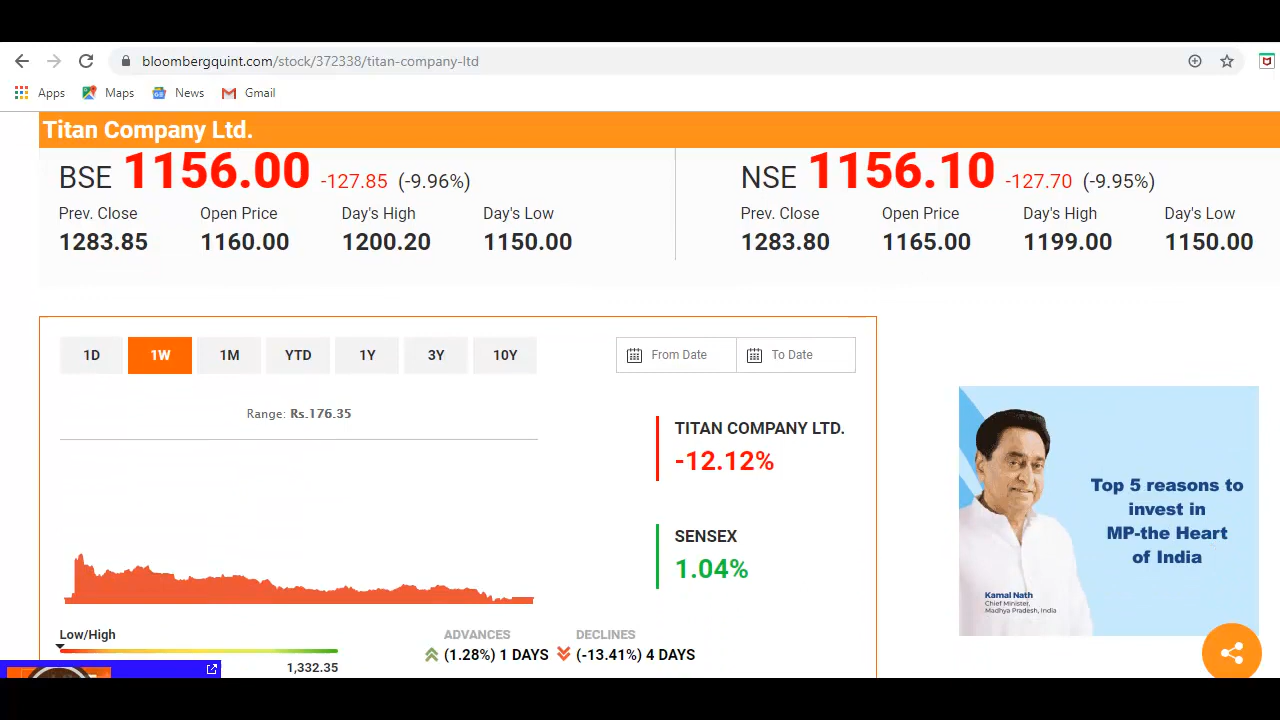 bloombergquint.com/stock/372338/titan-company-ltd
Apps Maps News Gmail
Titan Company Ltd.
BSE 1156.00 -127.85 (-9.96%)
Prev. Close Open Price Day's High Day's Low
1283.85 1160.00 1200.20 1150.00
NSE 1156.10 -127.70 (-9.95%)
Prev. Close Open Price Day's High Day's Low
1283.80 1165.00 1199.00 1150.00
1D 1W 1M YTD 1Y 3Y 10Y
From Date To Date
Range: Rs.176.35
TITAN COMPANY LTD.
-12.12%
SENSEX
1.04%
Low/High
1,332.35
ADVANCES DECLINES
(1.28%) 1 DAYS (-13.41%) 4 DAYS
Top 5 reasons to
invest in
MP-the Heart
of India
Kamal Nath
Chief Minister,
Madhya Pradesh, India